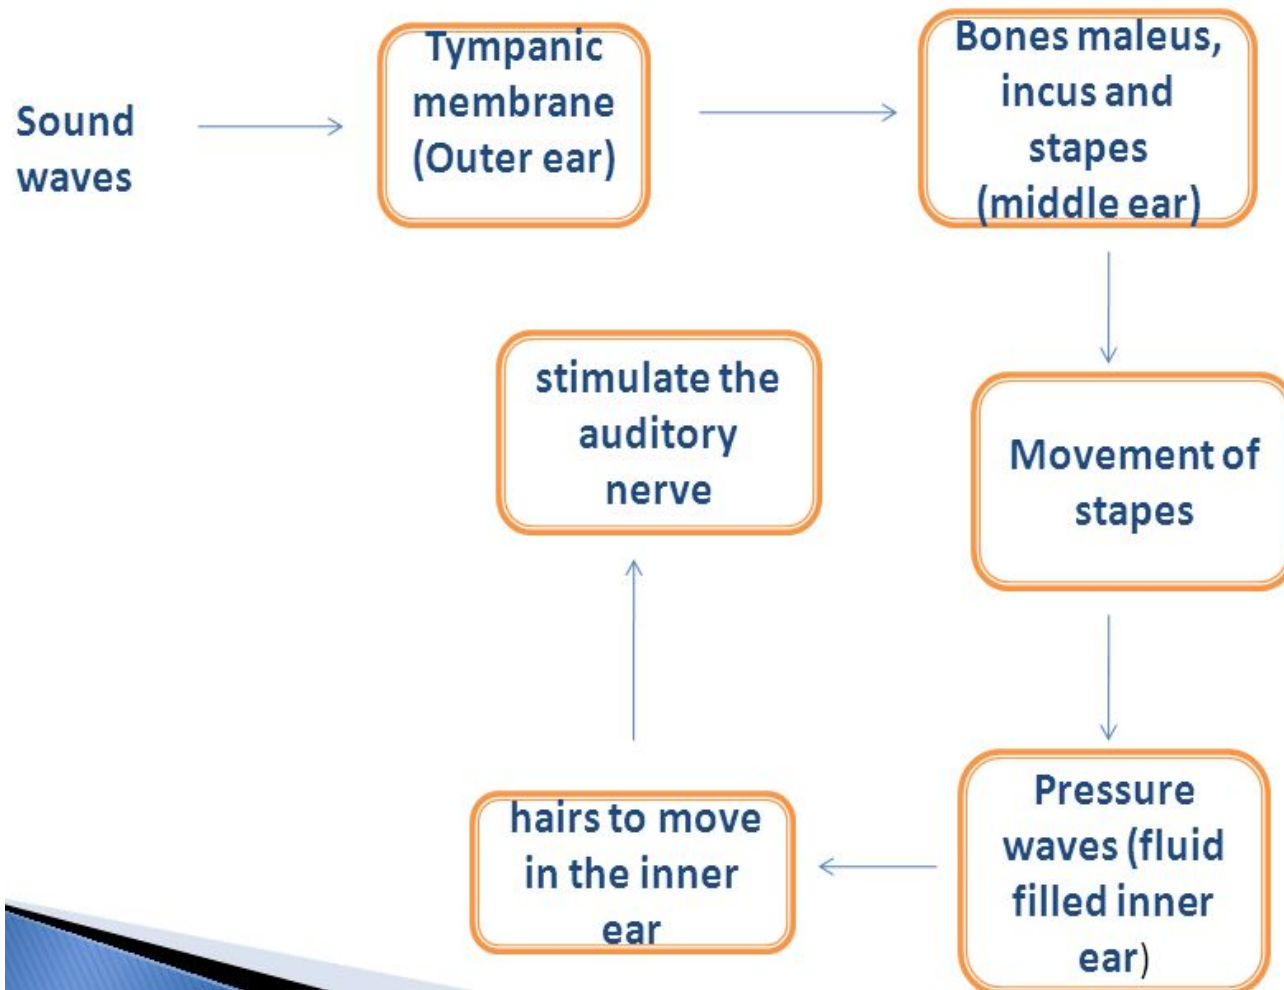 Sound
waves
Tympanic
membrane
(Outer ear)
Bones maleus,
incus and
stapes
(middle ear)
Movement of
stapes
Pressure
waves (fluid
filled inner
ear)
hairs to move
in the inner
ear
stimulate the
auditory
nerve